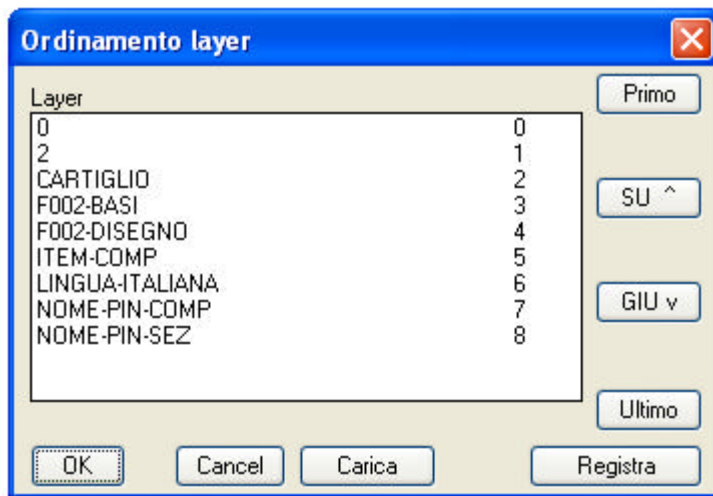 Ordinamento layer
Layer
Primo
0 0
2 1
CARTIGLIO 2
F002-BASI 3
F002-DISEGNO 4
ITEM-COMP 5
LINGUA-ITALIANA 6
NOME-PIN-COMP 7
NOME-PIN-SEZ 8
SU ^
GIU v
Ultimo
OK Cancel Carica Registra